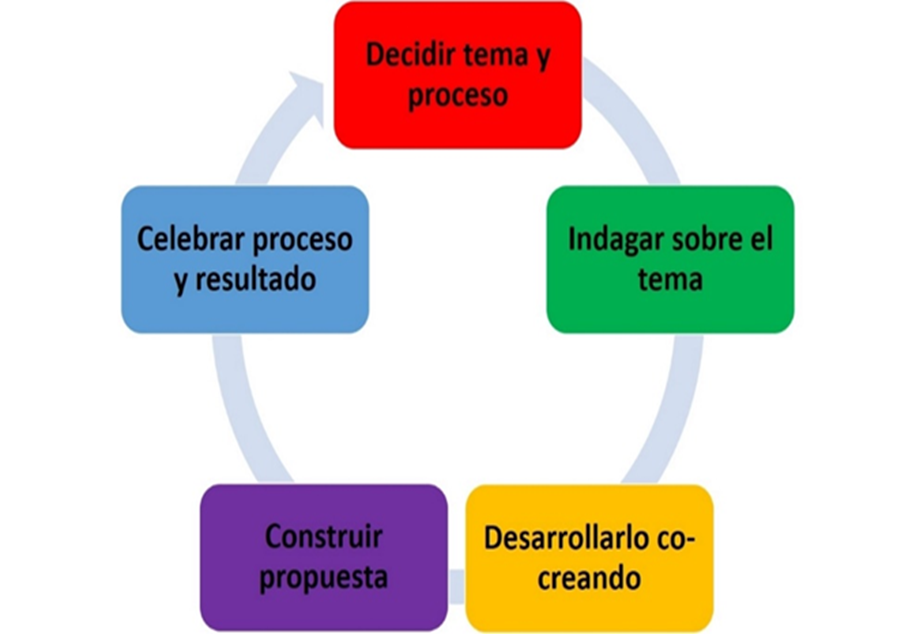 Decidir tema y
proceso
Indagar sobre el
tema
Desarrollarlo co-
creando
Construir
propuesta
Celebrar proceso
y resultado